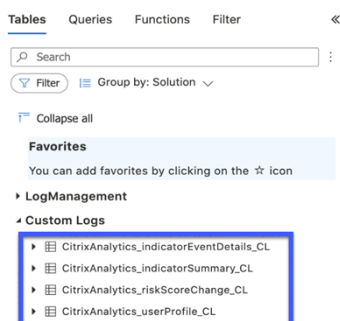 Tables Queries Functions Filter
Search
Filter Group by: Solution
Collapse all
Favorites
You can add favorites by clicking on the ☆ icon
LogManagement
Custom Logs
CitrixAnalytics_indicatorEventDetails_CL
CitrixAnalytics_indicatorSummary_CL
CitrixAnalytics_riskScoreChange_CL
CitrixAnalytics_userProfile_CL